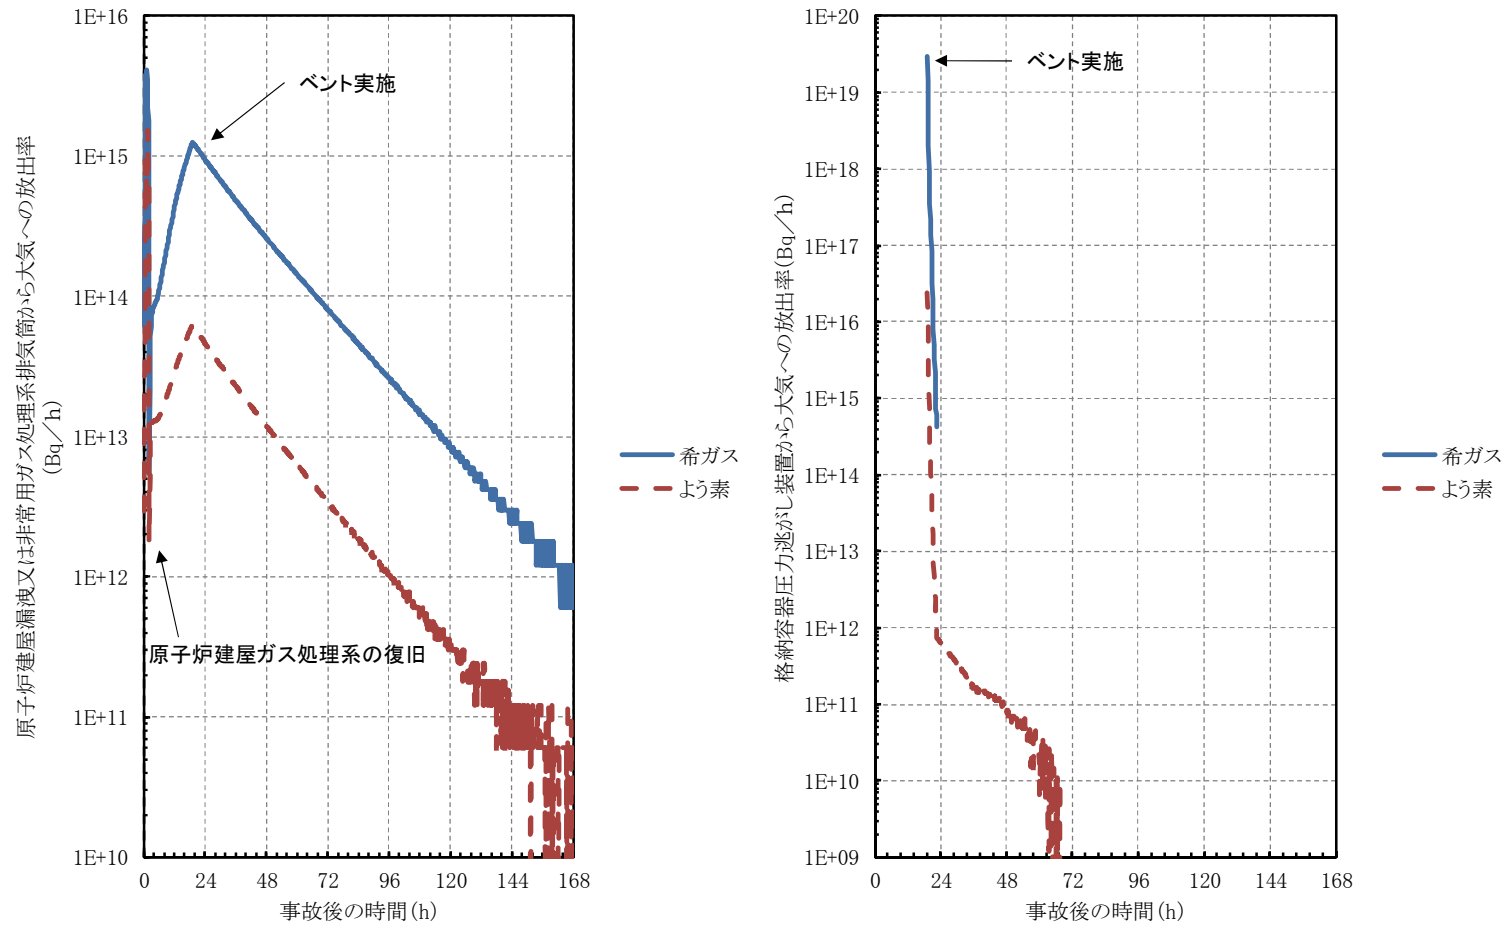 原子炉建屋漏洩又は非常用ガス処理系排気筒から大気への放出率
(Bq/h)
1E+16
1E+15
1E+14
1E+13
1E+12
1E+11
1E+10
ベント実施
原子炉建屋ガス処理系の復旧
0 24 48 72 96 120 144 168
事故後の時間(h)
希ガス
よう素
格納容器圧力逃がし装置から大気への放出率(Bq/h)
1E+20
1E+19
1E+18
1E+17
1E+16
1E+15
1E+14
1E+13
1E+12
1E+11
1E+10
1E+09
ベント実施
0 24 48 72 96 120 144 168
事故後の時間(h)
希ガス
よう素